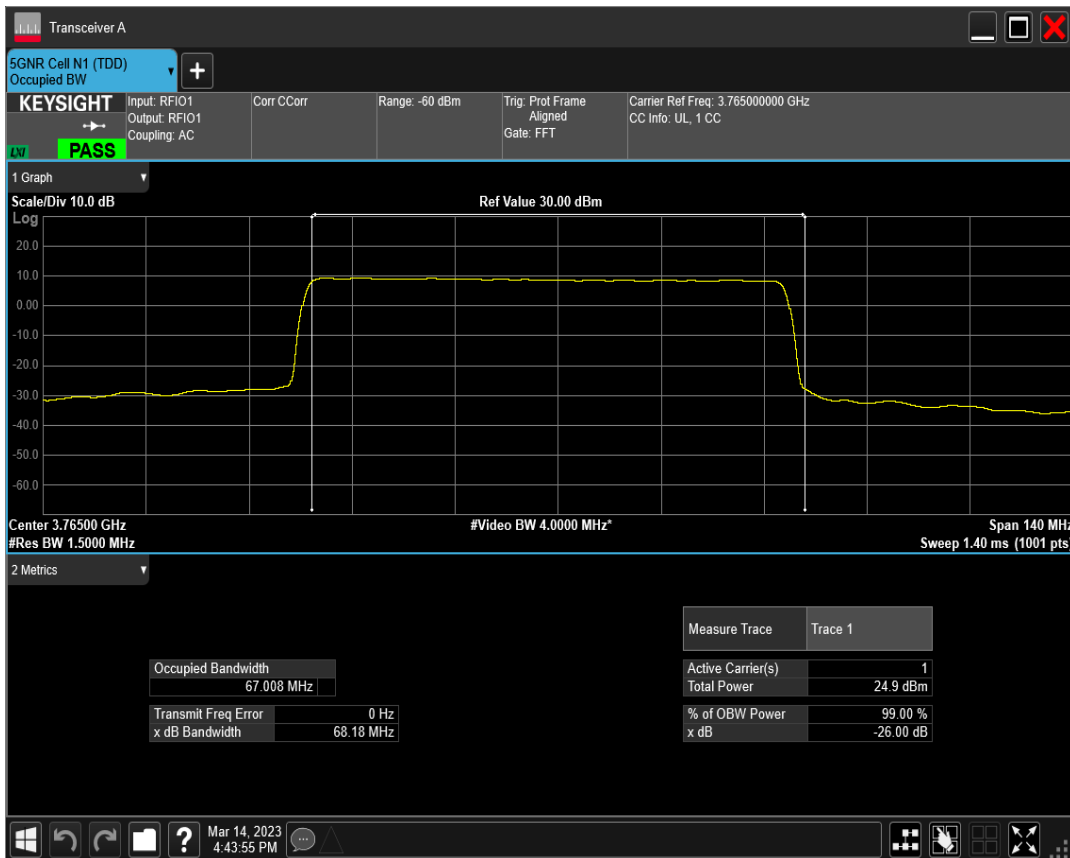 Transceiver A
5GNR Cell N1 (TDD)
Occupied BW
+
KEYSIGHT
LXI
PASS
Input: RFIO1
Output: RFIO1
Coupling: AC
Corr CCorr
Range: -60 dBm
Trig: Prot Frame
Aligned
Gate: FFT
Carrier Ref Freq: 3.765000000 GHz
CC Info: UL, 1 CC
1 Graph
Scale/Div 10.0 dB
Ref Value 30.00 dBm
Log
20.0
10.0
0.00
-10.0
-20.0
-30.0
-40.0
-50.0
-60.0
Center 3.76500 GHz
#Video BW 4.0000 MHz*
Span 140 MHz
#Res BW 1.5000 MHz
Sweep 1.40 ms (1001 pts)
2 Metrics
Measure Trace Trace 1
Occupied Bandwidth
67.008 MHz
Active Carrier(s) 1
Total Power 24.9 dBm
Transmit Freq Error 0 Hz
x dB Bandwidth 68.18 MHz
% of OBW Power 99.00 %
x dB -26.00 dB
?
Mar 14, 2023
4:43:55 PM